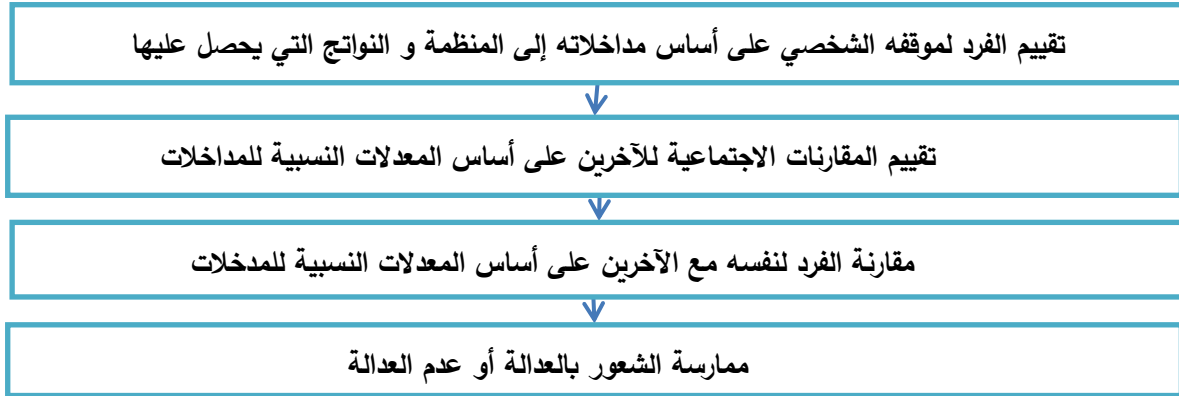 تقييم الفرد لموقفه الشخصي على أساس مداخلاته إلى المنظمة و النواتج التي يحصل عليها
تقييم المقارنات الاجتماعية للآخرين على أساس المعدلات النسبية للمداخلات
مقارنة الفرد لنفسه مع الآخرين على أساس المعدلات النسبية للمدخلات
ممارسة الشعور بالعدالة أو عدم العدالة